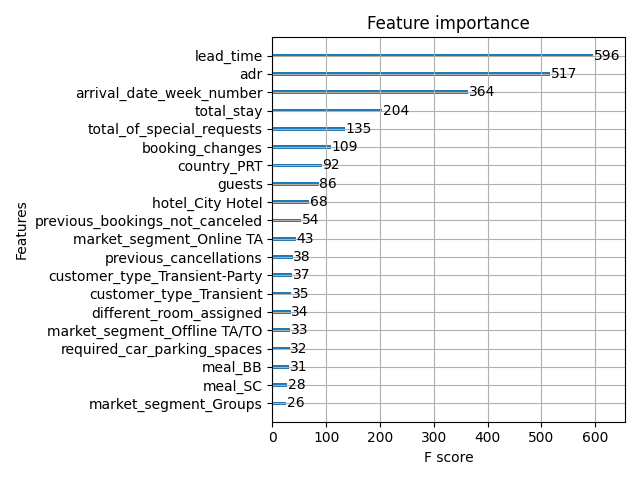 Feature importance
lead_time 596
adr 517
arrival_date_week_number 364
total_stay 204
total_of_special_requests 135
booking_changes 109
country_PRT 92
guests 86
hotel_City Hotel 68
previous_bookings_not_canceled 54
market_segment_Online TA 43
previous_cancellations 38
customer_type_Transient-Party 37
customer_type_Transient 35
different_room_assigned 34
market_segment_Offline TA/TO 33
required_car_parking_spaces 32
meal_BB 31
meal_SC 28
market_segment_Groups 26
Features
0 100 200 300 400 500 600
F score